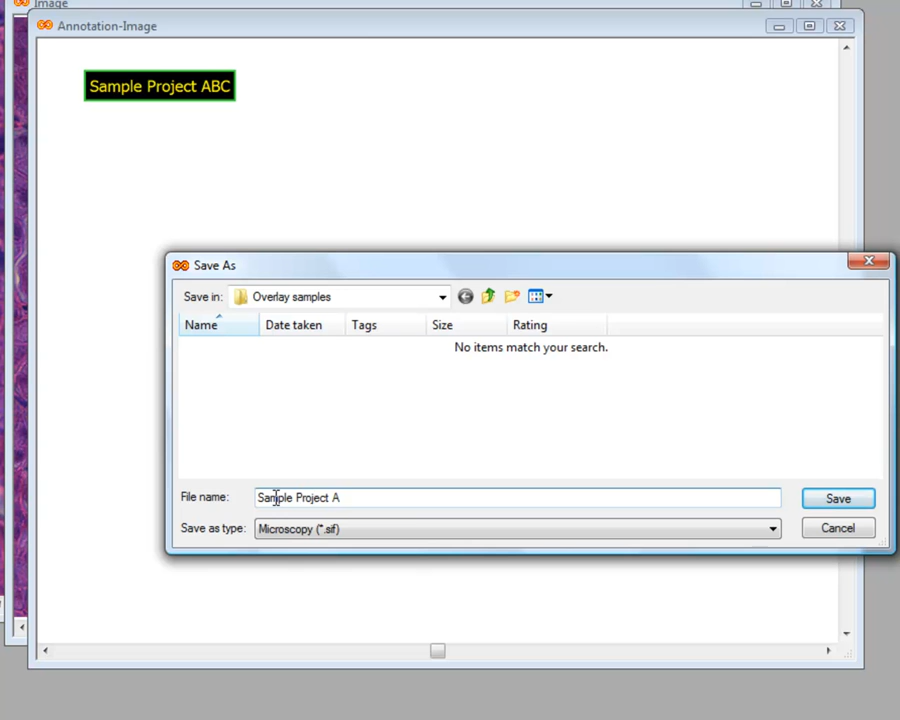 Image
Annotation-Image
Sample Project ABC
Save As
Save in: Overlay samples
Name Date taken Tags Size Rating
No items match your search.
File name: Sample Project A Save
Save as type: Microscopy (*.sif) Cancel